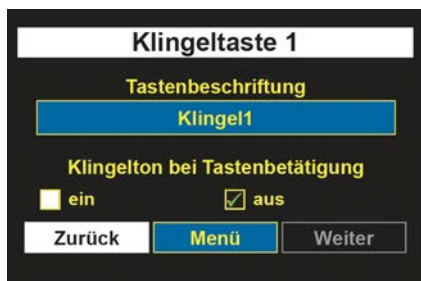 Klingeltaste 1
Tastenbeschriftung
Klingel1
Klingelton bei Tastenbetätigung
ein aus
Zurück Menü Weiter